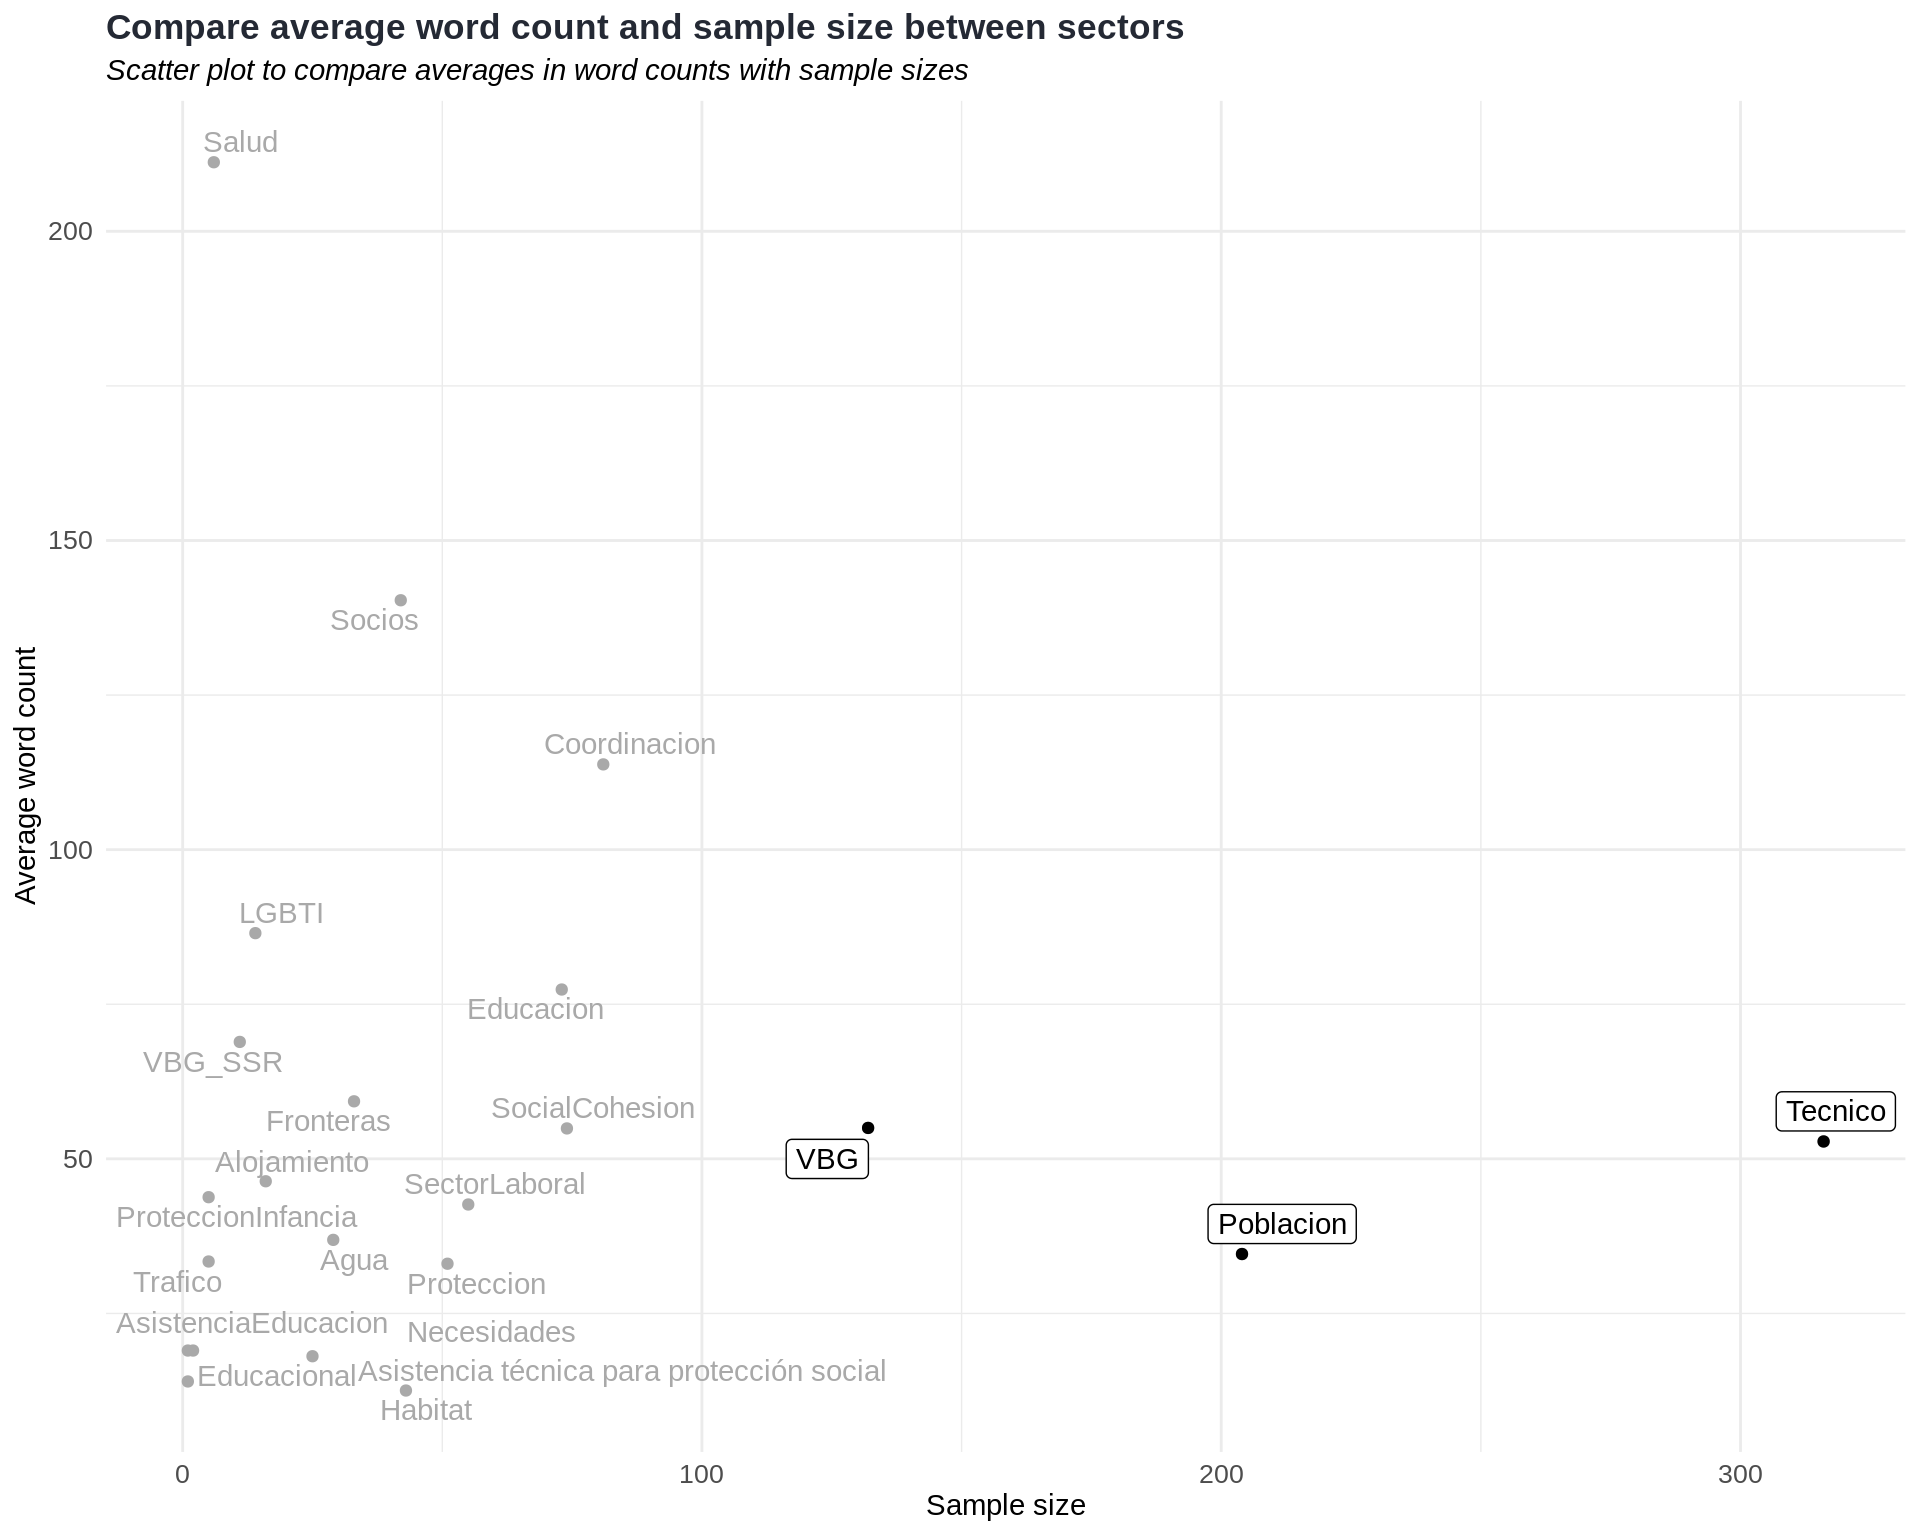 Compare average word count and sample size between sectors
Scatter plot to compare averages in word counts with sample sizes
Salud
200
150
Socios
Coordinacion
Average word count
100
LGBTI
Educacion
VBG_SSR
Fronteras
SocialCohesion
Tecnico
50
VBG
Alojamiento
SectorLaboral
ProteccionInfancia
Poblacion
Agua
Trafico
Proteccion
AsistenciaEducacion
Necesidades
Educacional
Asistencia técnica para protección social
Habitat
0
100
200
300
Sample size